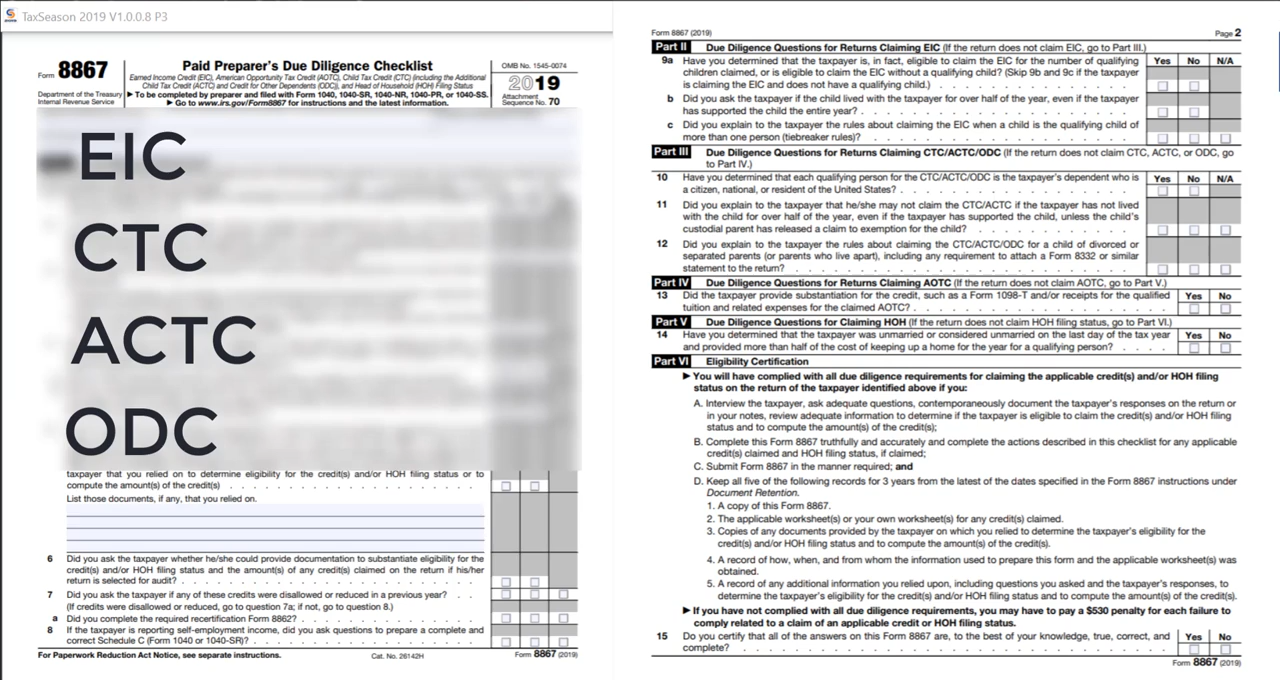 TaxSeason 2019 V1.0.0.8 P3
Form 8867
Department of the Treasury
Internal Revenue Service
Paid Preparer's Due Diligence Checklist
Earned Income Credit (EIC), American Opportunity Tax Credit (AOTC), Child Tax Credit (CTC) (including the Additional
Child Tax Credit (ACTC) and Credit for Other Dependents (ODC)), and Head of Household (HOH) Filing Status
▶ To be completed by preparer and filed with Form 1040, 1040-SR, 1040-NR, 1040-PR, or 1040-SS.
▶ Go to www.irs.gov/Form8867 for instructions and the latest information.
OMB No. 1545-0074
2019
Attachment
Sequence No. 70
EIC
CTC
ACTC
ODC
taxpayer that you relied on to determine eligibility for the credit(s) and/or HOH filing status or to
compute the amount(s) of the credit(s) . . . . . . . . . . . . . . . . . . .
List those documents, if any, that you relied on.
6 Did you ask the taxpayer whether he/she could provide documentation to substantiate eligibility for the
credit(s) and/or HOH filing status and the amount(s) of any credit(s) claimed on the return if his/her
return is selected for audit? . . . . . . . . . . . . . . . . . . . . . . .
7 Did you ask the taxpayer if any of these credits were disallowed or reduced in a previous year? . .
(If credits were disallowed or reduced, go to question 7a; if not, go to question 8.)
a Did you complete the required recertification Form 8862? . . . . . . . . . . . . .
8 If the taxpayer is reporting self-employment income, did you ask questions to prepare a complete and
correct Schedule C (Form 1040 or 1040-SR)? . . . . . . . . . . . . . . . . .
For Paperwork Reduction Act Notice, see separate instructions. Cat. No. 26142H Form 8867 (2019)
Form 8867 (2019) Page 2
Part II Due Diligence Questions for Returns Claiming EIC (If the return does not claim EIC, go to Part III.)
9a Have you determined that the taxpayer is, in fact, eligible to claim the EIC for the number of qualifying Yes No N/A
children claimed, or is eligible to claim the EIC without a qualifying child? (Skip 9b and 9c if the taxpayer
is claiming the EIC and does not have a qualifying child.) . . . . . . . . . . . . .
b Did you ask the taxpayer if the child lived with the taxpayer for over half of the year, even if the taxpayer
has supported the child the entire year? . . . . . . . . . . . . . . . . . . .
c Did you explain to the taxpayer the rules about claiming the EIC when a child is the qualifying child of
more than one person (tiebreaker rules)? . . . . . . . . . . . . . . . . . . .
Part III Due Diligence Questions for Returns Claiming CTC/ACTC/ODC (If the return does not claim CTC, ACTC, or ODC, go
to Part IV.)
10 Have you determined that each qualifying person for the CTC/ACTC/ODC is the taxpayer's dependent who is Yes No N/A
a citizen, national, or resident of the United States? . . . . . . . . . . . . . . .
11 Did you explain to the taxpayer that he/she may not claim the CTC/ACTC if the taxpayer has not lived
with the child for over half of the year, even if the taxpayer has supported the child, unless the child's
custodial parent has released a claim to exemption for the child? . . . . . . . . . . .
12 Did you explain to the taxpayer the rules about claiming the CTC/ACTC/ODC for a child of divorced or
separated parents (or parents who live apart), including any requirement to attach a Form 8332 or similar
statement to the return? . . . . . . . . . . . . . . . . . . . . . . . .
Part IV Due Diligence Questions for Returns Claiming AOTC (If the return does not claim AOTC, go to Part V.)
13 Did the taxpayer provide substantiation for the credit, such as a Form 1098-T and/or receipts for the qualified Yes No
tuition and related expenses for the claimed AOTC? . . . . . . . . . . . . . . . . .
Part V Due Diligence Questions for Claiming HOH (If the return does not claim HOH filing status, go to Part VI.)
14 Have you determined that the taxpayer was unmarried or considered unmarried on the last day of the tax year Yes No
and provided more than half of the cost of keeping up a home for the year for a qualifying person? . . . .
Part VI Eligibility Certification
▶ You will have complied with all due diligence requirements for claiming the applicable credit(s) and/or HOH filing
status on the return of the taxpayer identified above if you:
A. Interview the taxpayer, ask adequate questions, contemporaneously document the taxpayer's responses on the return or
in your notes, review adequate information to determine if the taxpayer is eligible to claim the credit(s) and/or HOH filing
status and to compute the amount(s) of the credit(s);
B. Complete this Form 8867 truthfully and accurately and complete the actions described in this checklist for any applicable
credit(s) claimed and HOH filing status, if claimed;
C. Submit Form 8867 in the manner required; and
D. Keep all five of the following records for 3 years from the latest of the dates specified in the Form 8867 instructions under
Document Retention.
1. A copy of this Form 8867.
2. The applicable worksheet(s) or your own worksheet(s) for any credit(s) claimed.
3. Copies of any documents provided by the taxpayer on which you relied to determine the taxpayer's eligibility for the
credit(s) and/or HOH filing status and to compute the amount(s) of the credit(s).
4. A record of how, when, and from whom the information used to prepare this form and the applicable worksheet(s) was
obtained.
5. A record of any additional information you relied upon, including questions you asked and the taxpayer's responses, to
determine the taxpayer's eligibility for the credit(s) and/or HOH filing status and to compute the amount(s) of the credit(s).
▶ If you have not complied with all due diligence requirements, you may have to pay a $530 penalty for each failure to
comply related to a claim of an applicable credit or HOH filing status.
15 Do you certify that all of the answers on this Form 8867 are, to the best of your knowledge, true, correct, and Yes No
complete? . . . . . . . . . . . . . . . . . . . . . . . . . . . . .
Form 8867 (2019)